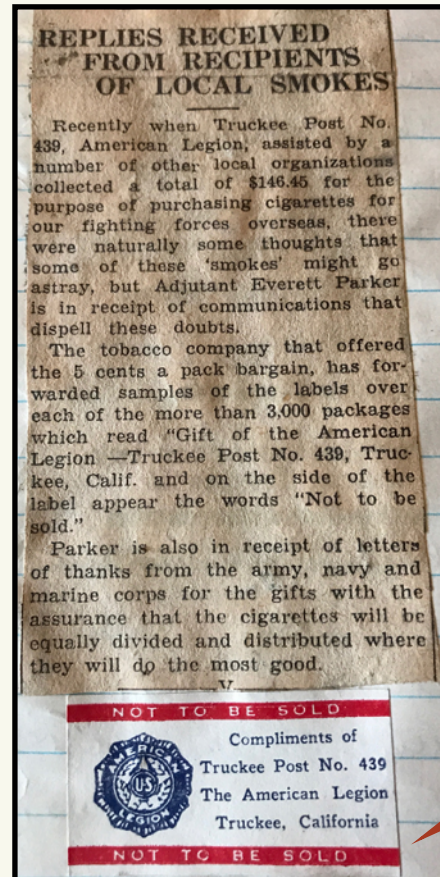 REPLIES RECEIVED
FROM RECIPIENTS
OF LOCAL SMOKES
Recently when Truckee Post No.
439, American Legion, assisted by a
number of other local organizations
collected a total of $146.45 for the
purpose of purchasing cigarettes for
our fighting forces overseas, there
were naturally some thoughts that
some of these 'smokes' might go
astray, but Adjutant Everett Parker
is in receipt of communications that
dispell these doubts.
The tobacco company that offered
the 5 cents a pack bargain, has for-
warded samples of the labels over
each of the more than 3,000 packages
which read "Gift of the American
Legion —Truckee Post No. 439, Truc-
kee, Calif. and on the side of the
label appear the words "Not to be
sold."
Parker is also in receipt of letters
of thanks from the army, navy and
marine corps for the gifts with the
assurance that the cigarettes will be
equally divided and distributed where
they will do the most good.
V
NOT TO BE SOLD
AMERICAN
US
LEGION
Compliments of
Truckee Post No. 439
The American Legion
Truckee, California
NOT TO BE SOLD